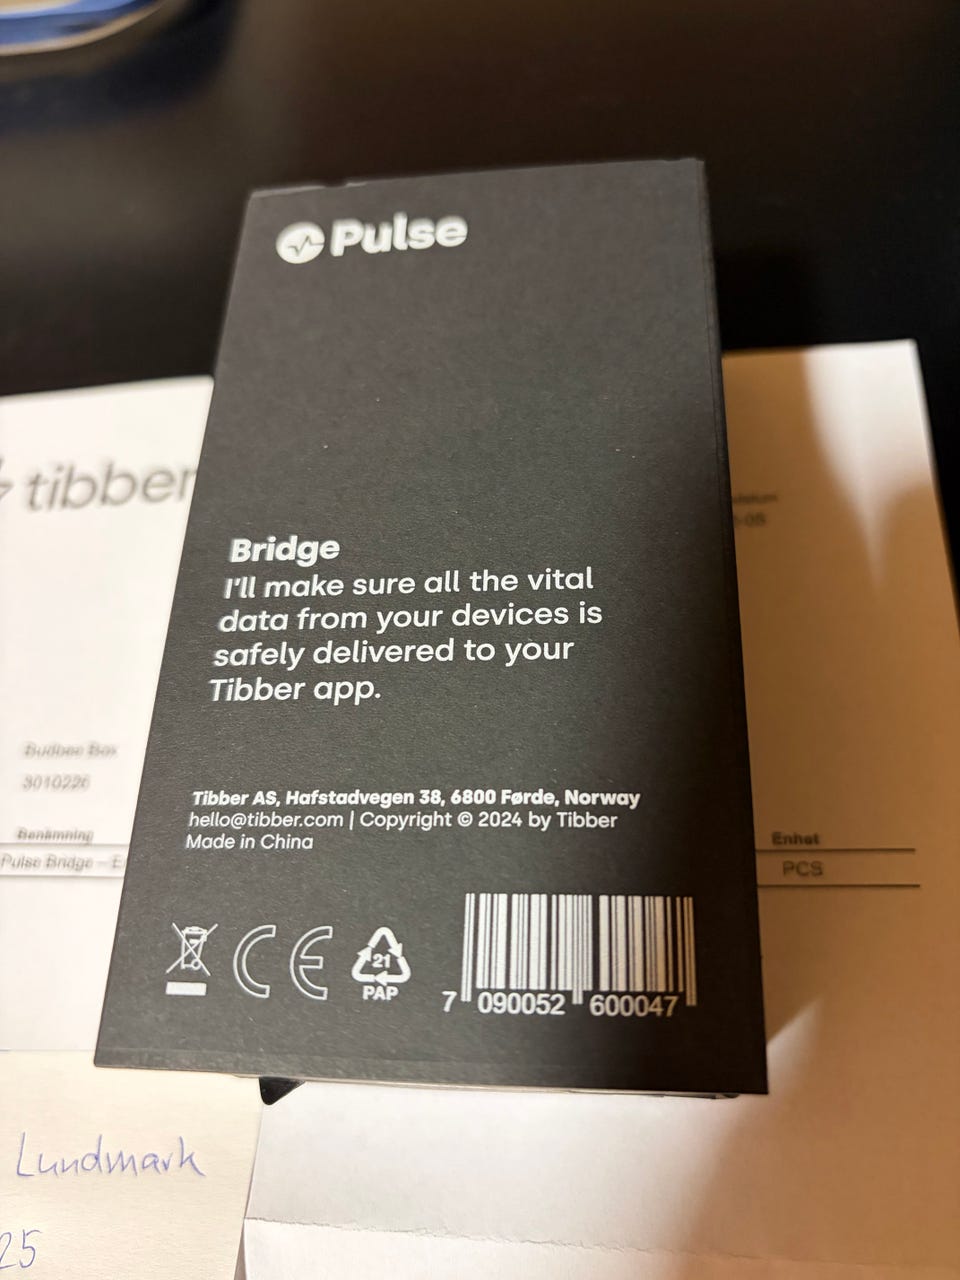 Pulse
tibber
Bridge
I'll make sure all the vital
data from your devices is
safely delivered to your
Tibber app.
Budbee Box
3010226
Benämning
Pulse Bridge –
Enhet
PCS
Tibber AS, Hafstadvegen 38, 6800 Førde, Norway
hello@tibber.com | Copyright © 2024 by Tibber
Made in China
CE
21
PAP
7 090052 600047
Lundmark
25